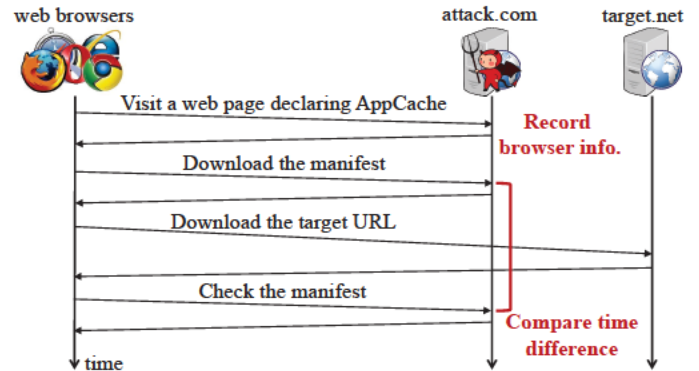 web browsers
attack.com
target.net
Visit a web page declaring AppCache
Record
browser info.
Download the manifest
Download the target URL
Check the manifest
Compare time
difference
time